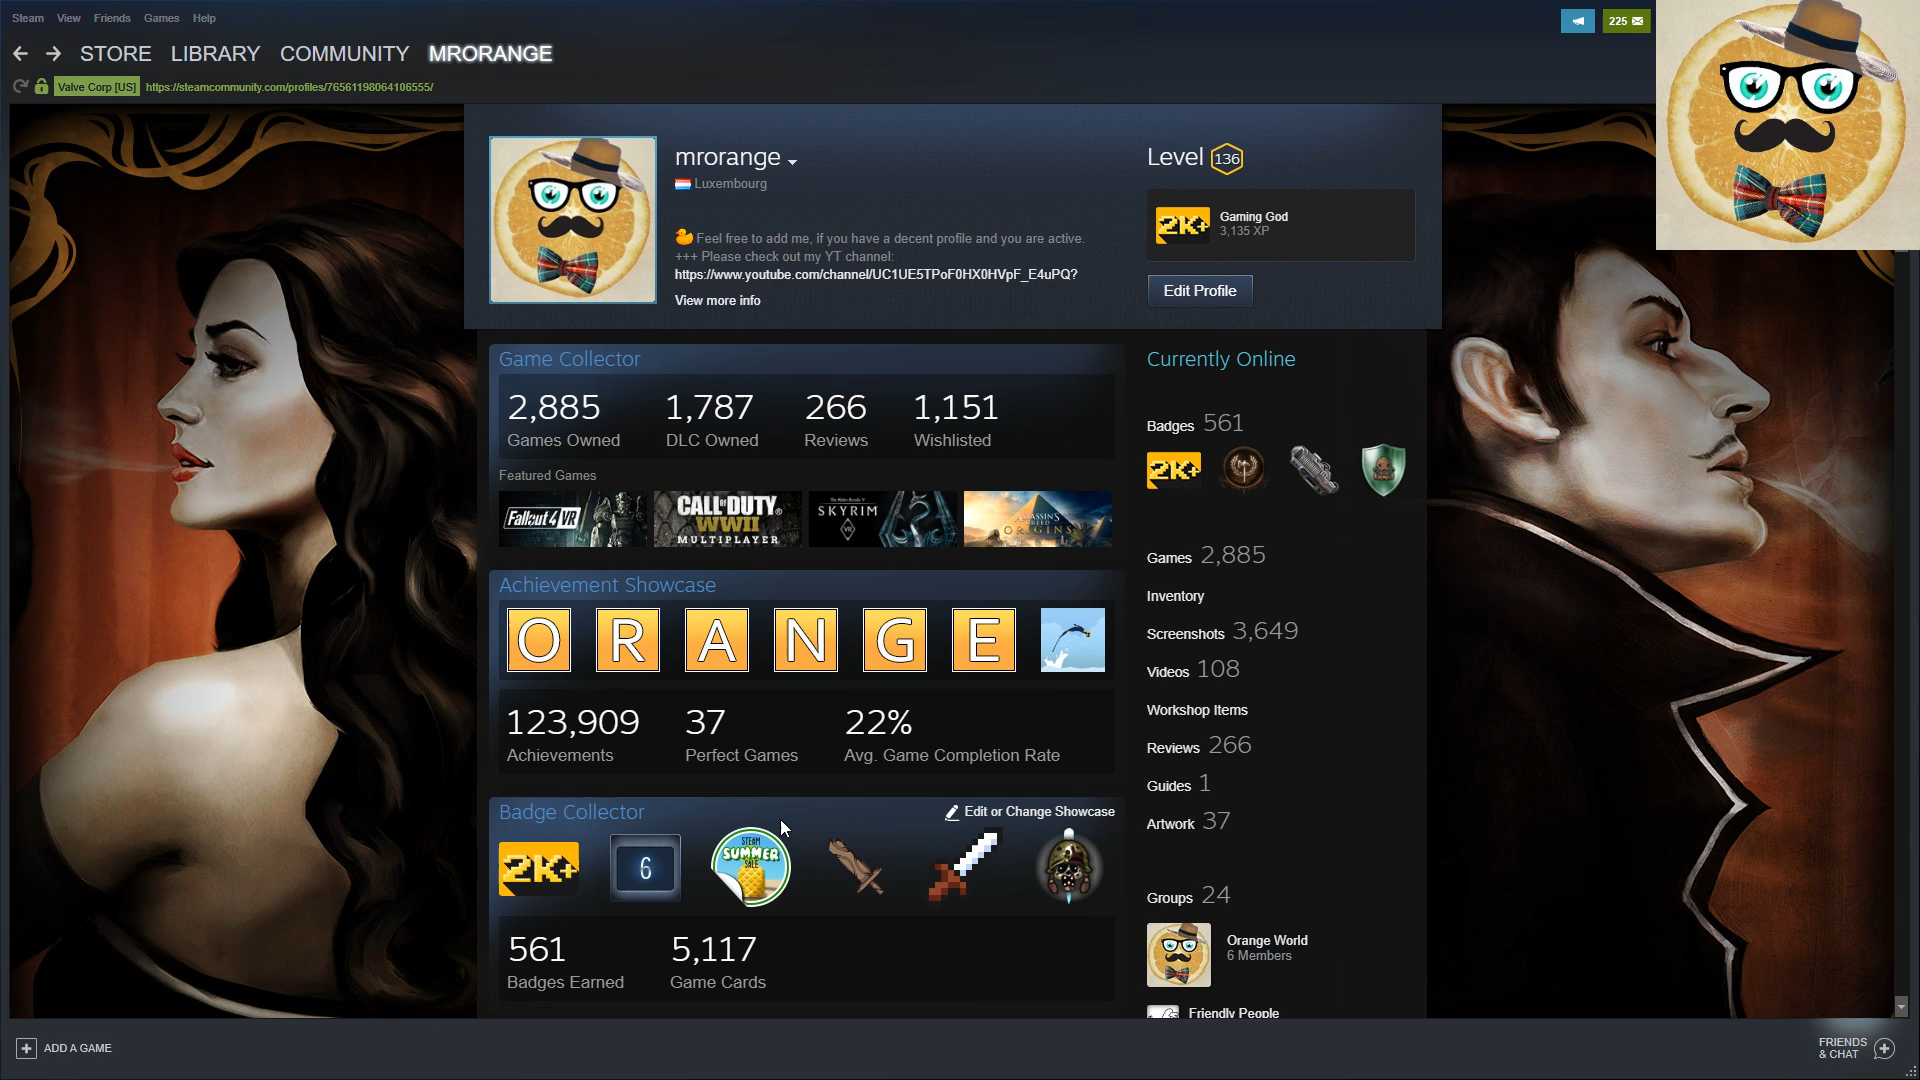 Steam View Friends Games Help
225
STORE LIBRARY COMMUNITY MRORANGE
Valve Corp [US] https://steamcommunity.com/profiles/76561198064106555/
mrorange
Luxembourg
Feel free to add me, if you have a decent profile and you are active.
+++ Please check out my YT channel:
https://www.youtube.com/channel/UC1UE5TPoF0HX0HVpF_E4uPQ?
View more info
Level 136
2K+
Gaming God
3,135 XP
Edit Profile
Game Collector
2,885 1,787 266 1,151
Games Owned DLC Owned Reviews Wishlisted
Featured Games
Fallout 4 VR
CALL OF DUTY
WWII
MULTIPLAYER
The Elder Scrolls V
SKYRIM
VR
ASSASSIN'S
CREED
ORIGINS
Achievement Showcase
O R A N G E
123,909 37 22%
Achievements Perfect Games Avg. Game Completion Rate
Badge Collector
Edit or Change Showcase
2K+
6
STEAM
SUMMER
SALE
561 5,117
Badges Earned Game Cards
Currently Online
Badges 561
2K+
Games 2,885
Inventory
Screenshots 3,649
Videos 108
Workshop Items
Reviews 266
Guides 1
Artwork 37
Groups 24
Orange World
6 Members
Friendly People
ADD A GAME
FRIENDS
& CHAT